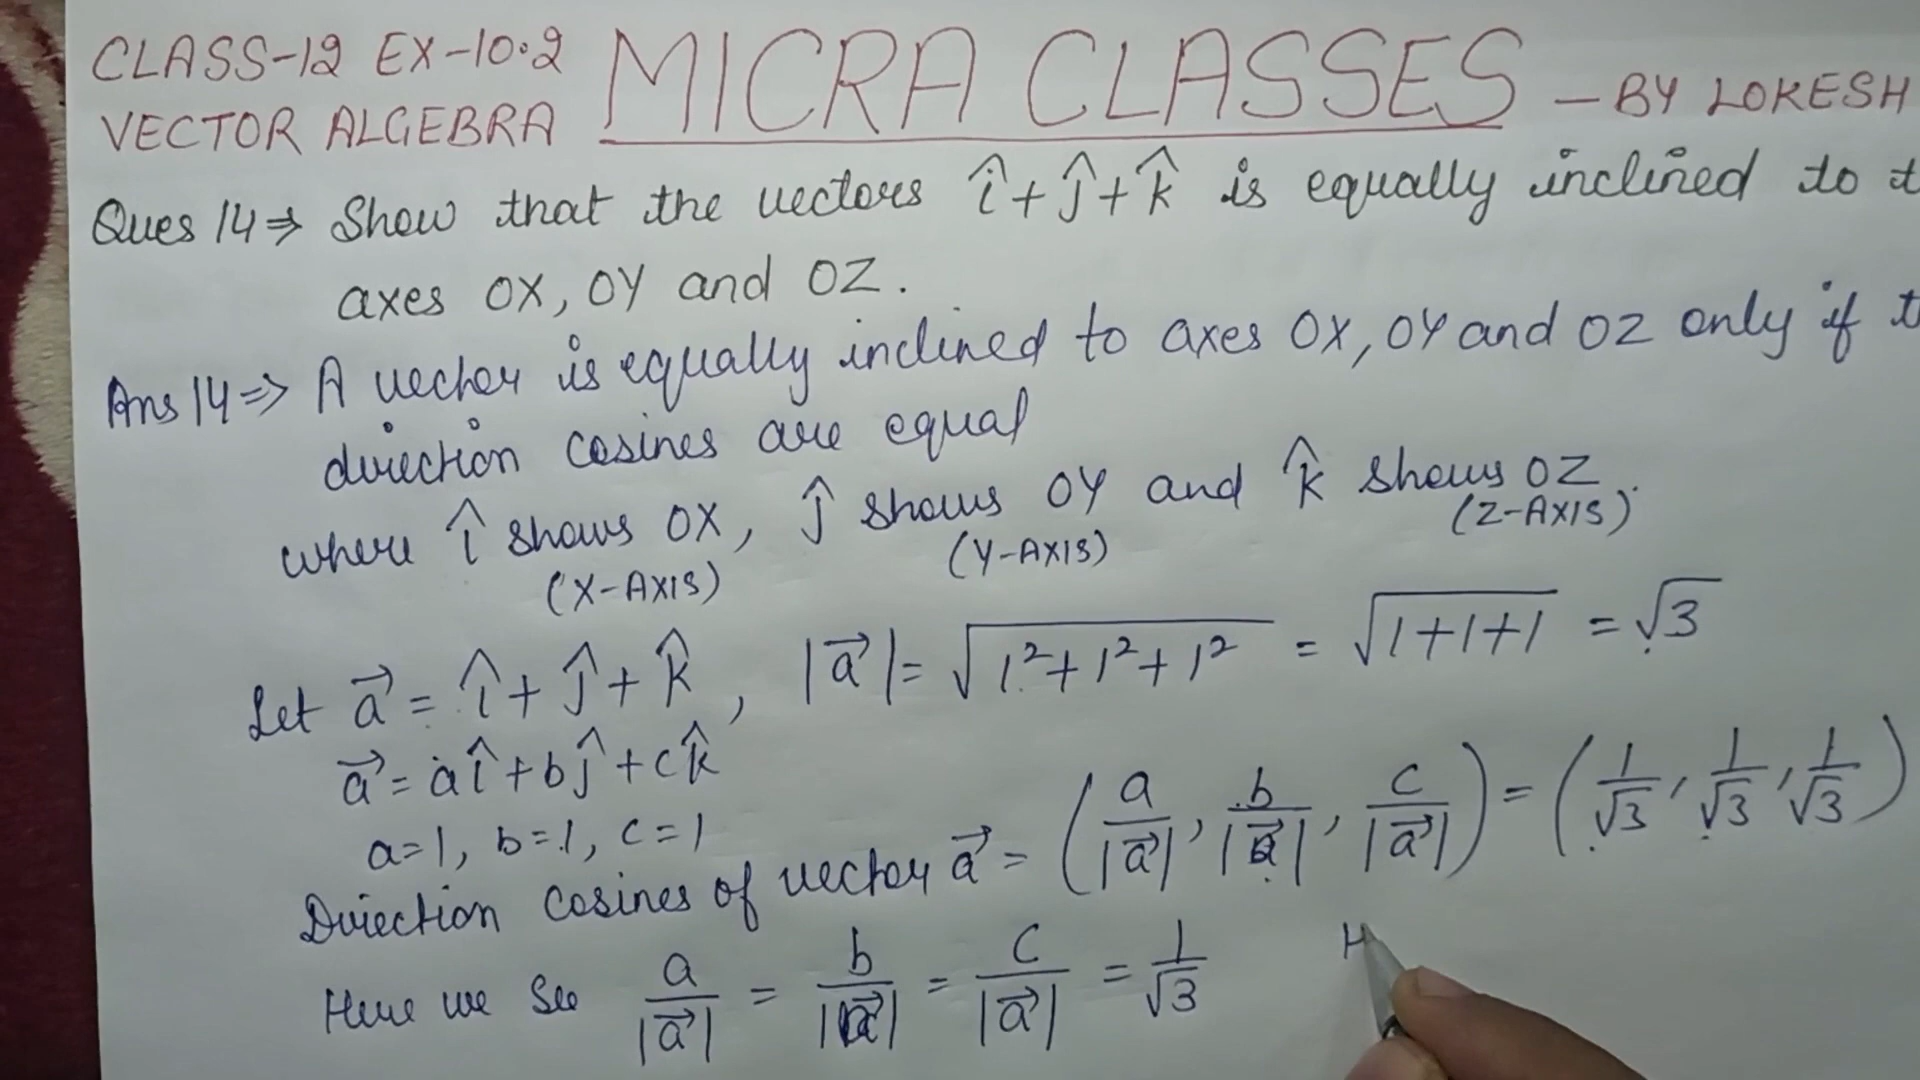 CLASS-12 EX-10.2 MICRA CLASSES - BY LOKESH
VECTOR ALGEBRA
Ques 14⇒ Show that the vectors î+ĵ+k̂ is equally inclined to
axes OX, OY and OZ.
Ans 14⇒ A vector is equally inclined to axes OX, OY and OZ only if
direction cosines are equal
where î shows OX, ĵ shows OY and k̂ shows OZ.
(X-AXIS) (Y-AXIS) (Z-AXIS)
Let a⃗ = î+ĵ+k̂, |a⃗| = √(1²+1²+1²) = √(1+1+1) = √3
a⃗ = aî+bĵ+ck̂
a=1, b=1, c=1
Direction cosines of vector a⃗ = (a/|a⃗|, b/|a⃗|, c/|a⃗|) = (1/√3, 1/√3, 1/√3)
Here we see a/|a⃗| = b/|a⃗| = c/|a⃗| = 1/√3 H